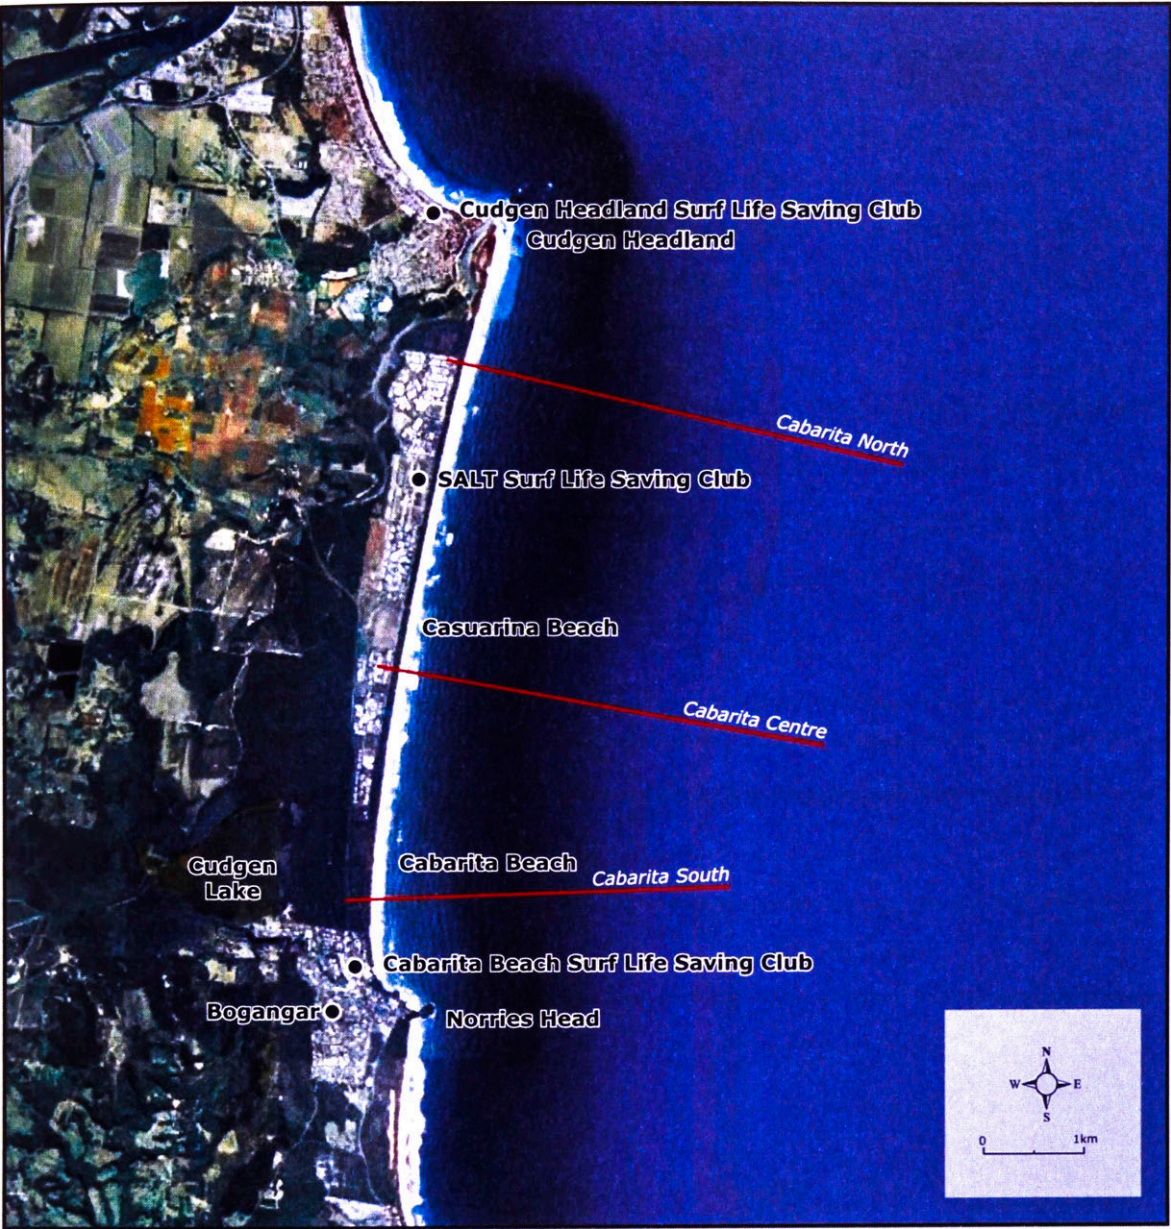 Cudgen Headland Surf Life Saving Club
Cudgen Headland
Cabarita North
SALT Surf Life Saving Club
Casuarina Beach
Cabarita Centre
Cabarita Beach
Cudgen
Lake
Cabarita South
Cabarita Beach Surf Life Saving Club
Bogangar
Norries Head
N
W E
S
0 1km